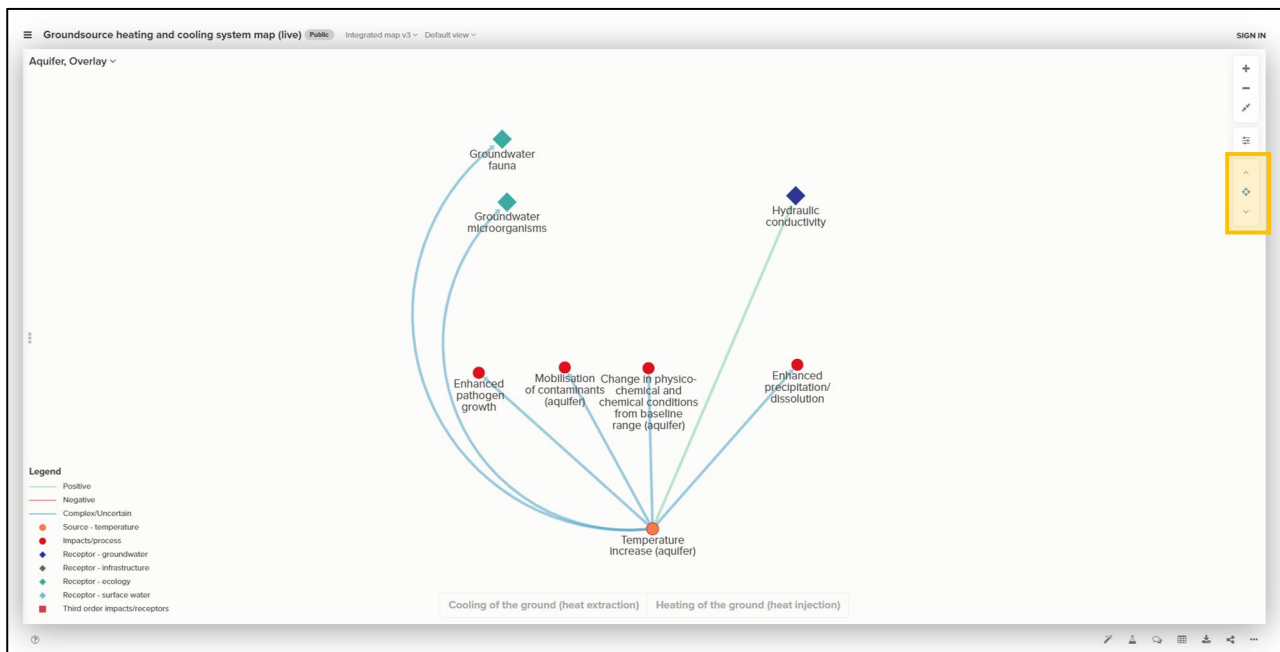 Groundsource heating and cooling system map (live) Public Integrated map v3 Default view SIGN IN
Aquifer, Overlay
Groundwater
fauna
Groundwater
microorganisms
Hydraulic
conductivity
Enhanced
pathogen
growth
Mobilisation
of contaminants
(aquifer)
Change in physico-
chemical and
chemical conditions
from baseline
range (aquifer)
Enhanced
precipitation/
dissolution
Temperature
increase (aquifer)
Legend
Positive
Negative
Complex/Uncertain
Source - temperature
Impacts/process
Receptor - groundwater
Receptor - infrastructure
Receptor - ecology
Receptor - surface water
Third order impacts/receptors
Cooling of the ground (heat extraction) Heating of the ground (heat injection)